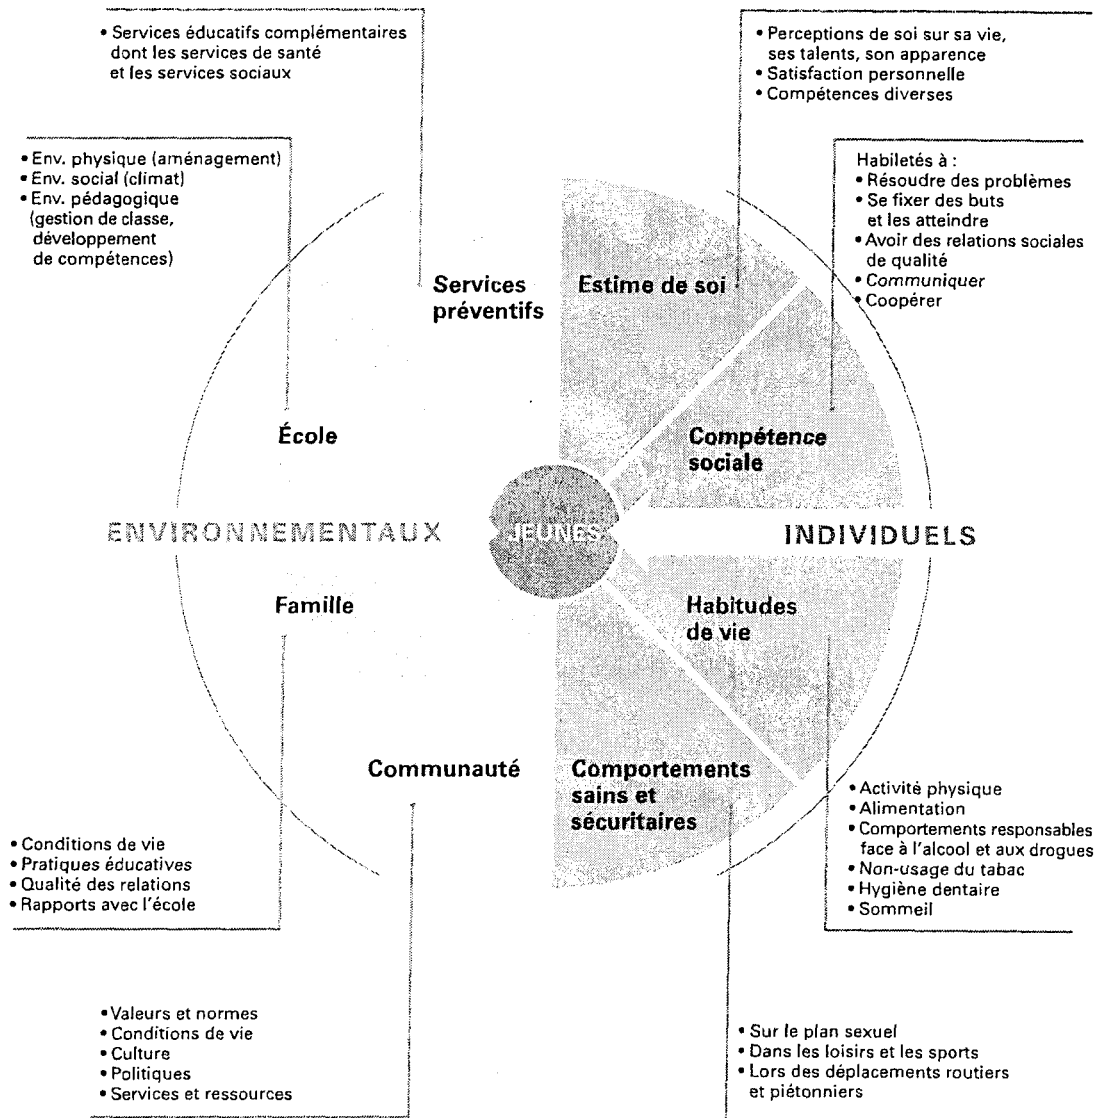 • Services éducatifs complémentaires
dont les services de santé
et les services sociaux
• Perceptions de soi sur sa vie,
ses talents, son apparence
• Satisfaction personnelle
• Compétences diverses
• Env. physique (aménagement)
• Env. social (climat)
• Env. pédagogique
(gestion de classe,
développement
de compétences)
Habiletés à :
• Résoudre des problèmes
• Se fixer des buts
et les atteindre
• Avoir des relations sociales
de qualité
• Communiquer
• Coopérer
Services
préventifs
Estime de soi
École
Compétence
sociale
ENVIRONNEMENTAUX
JEUNES
INDIVIDUELS
Famille
Habitudes
de vie
Communauté
Comportements
sains et
sécuritaires
• Conditions de vie
• Pratiques éducatives
• Qualité des relations
• Rapports avec l'école
• Activité physique
• Alimentation
• Comportements responsables
face à l'alcool et aux drogues
• Non-usage du tabac
• Hygiène dentaire
• Sommeil
• Valeurs et normes
• Conditions de vie
• Culture
• Politiques
• Services et ressources
• Sur le plan sexuel
• Dans les loisirs et les sports
• Lors des déplacements routiers
et piétonniers